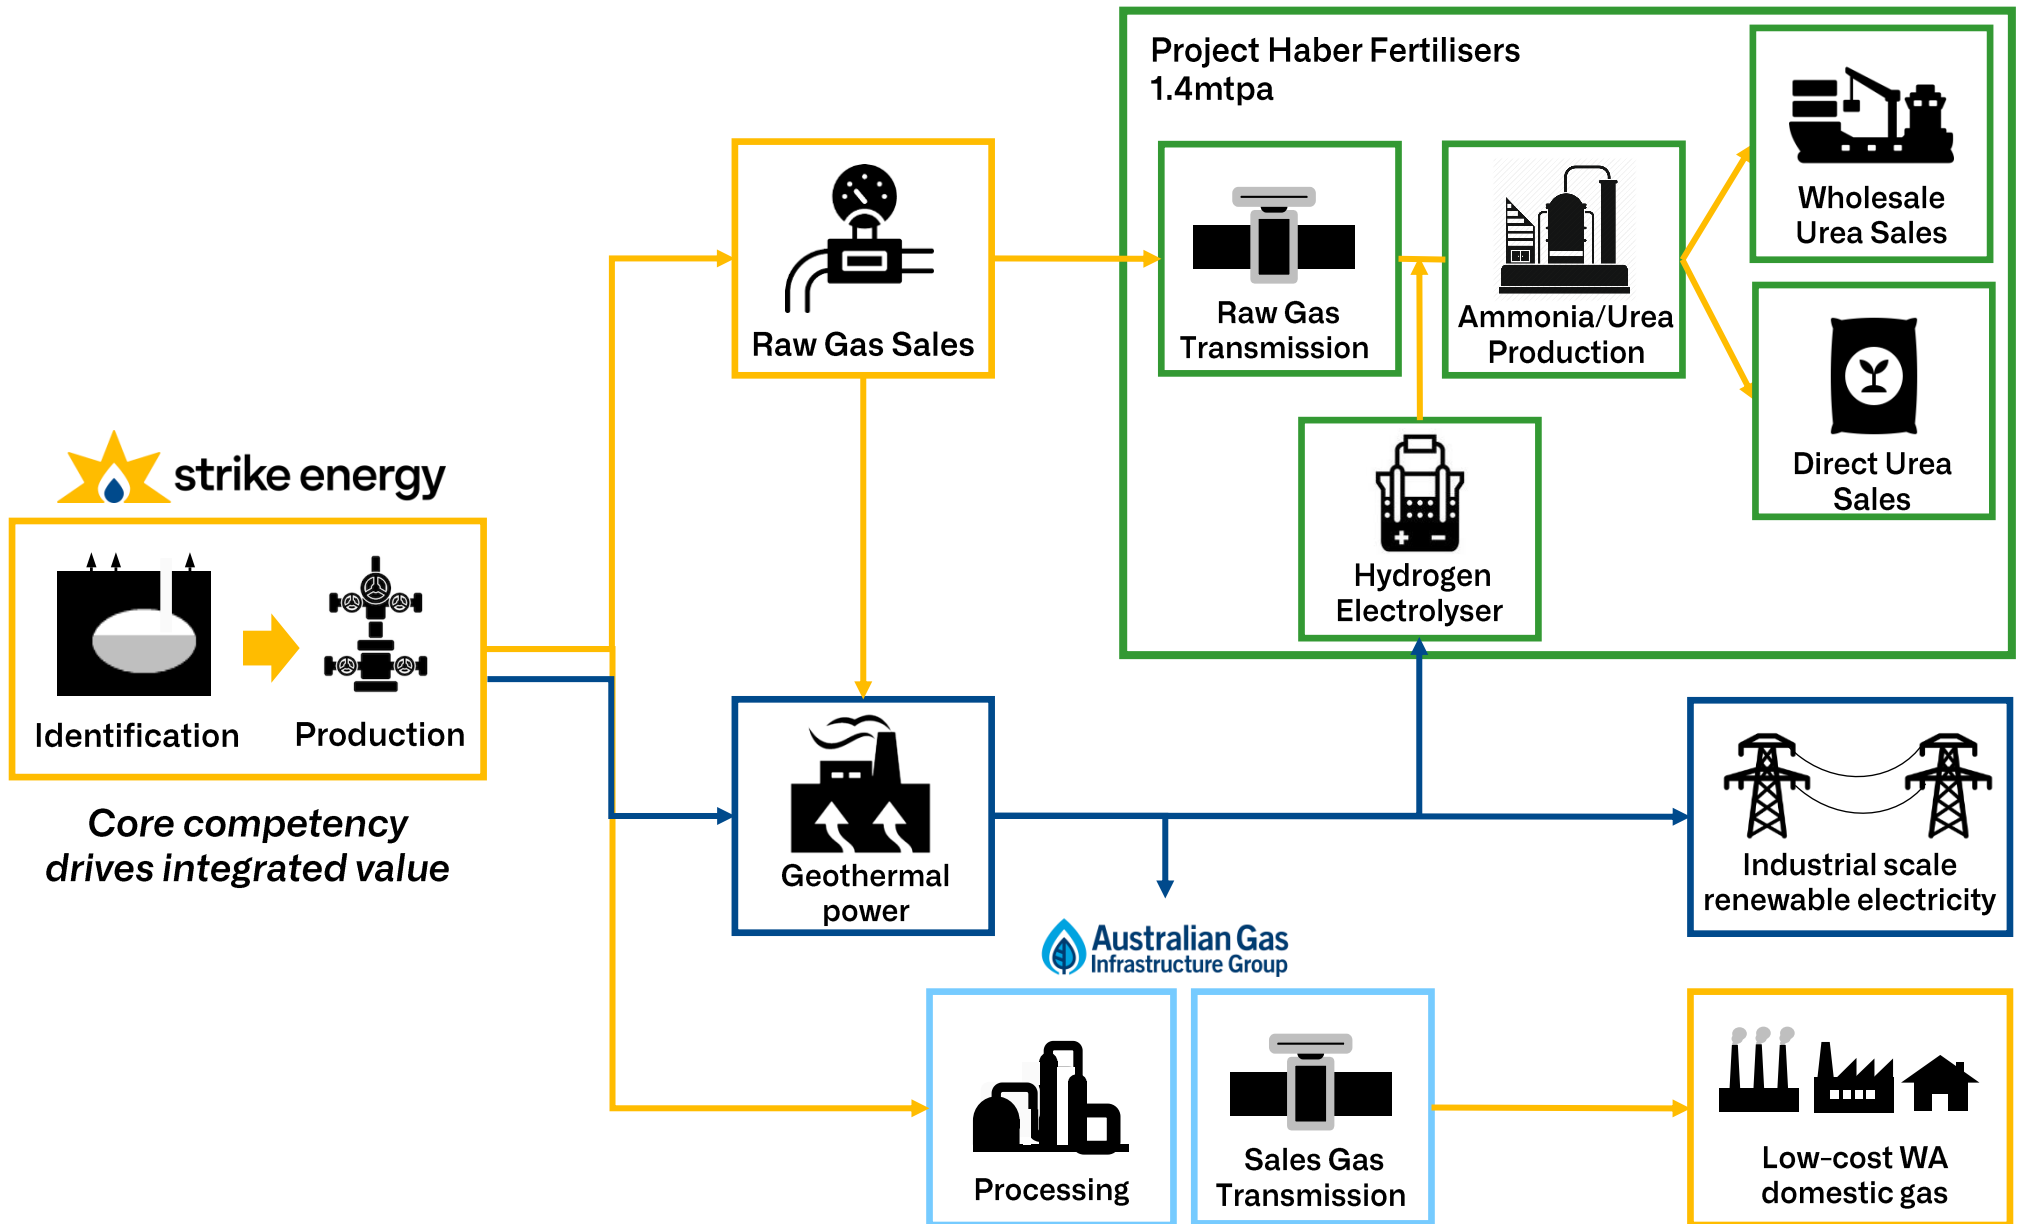 Project Haber Fertilisers
1.4mtpa
Wholesale
Urea Sales
Raw Gas Sales
Raw Gas
Transmission
Ammonia/Urea
Production
Direct Urea
Sales
strike energy
Hydrogen
Electrolyser
Identification
Production
Core competency
drives integrated value
Geothermal
power
Industrial scale
renewable electricity
Australian Gas
Infrastructure Group
Processing
Sales Gas
Transmission
Low-cost WA
domestic gas